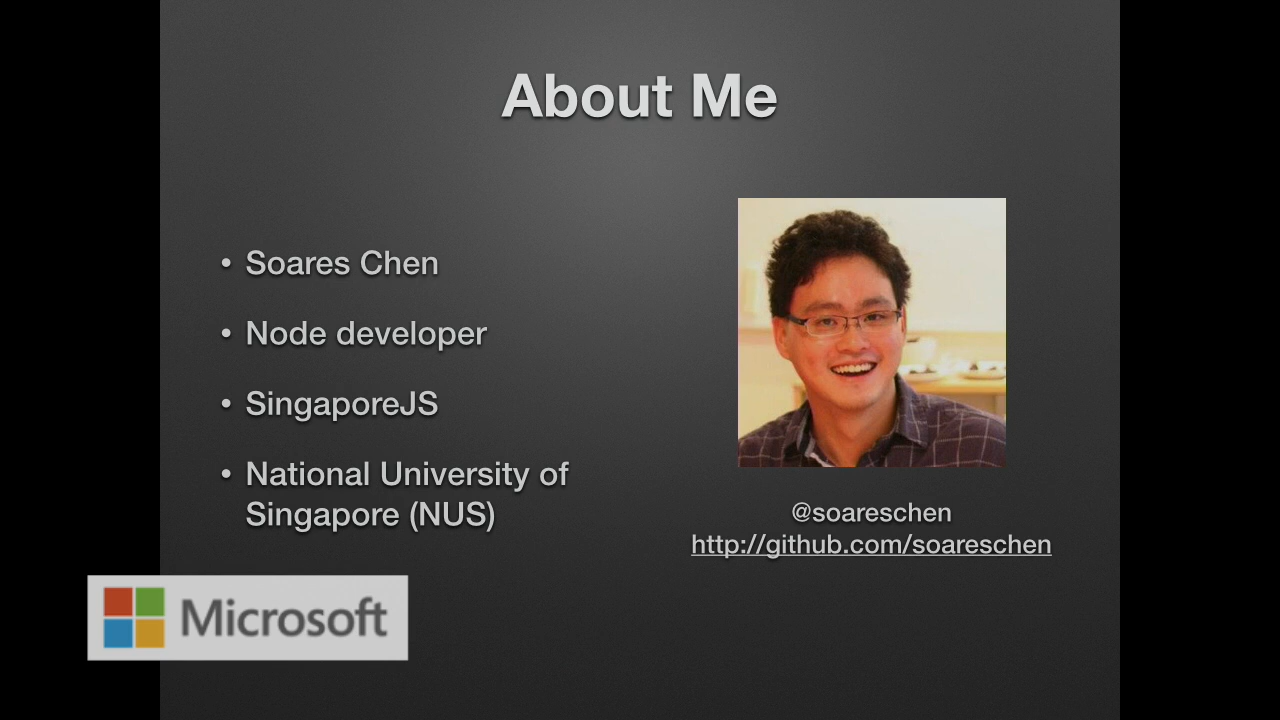 About Me
• Soares Chen
• Node developer
• SingaporeJS
• National University of
Singapore (NUS)
@soareschen
http://github.com/soareschen
Microsoft